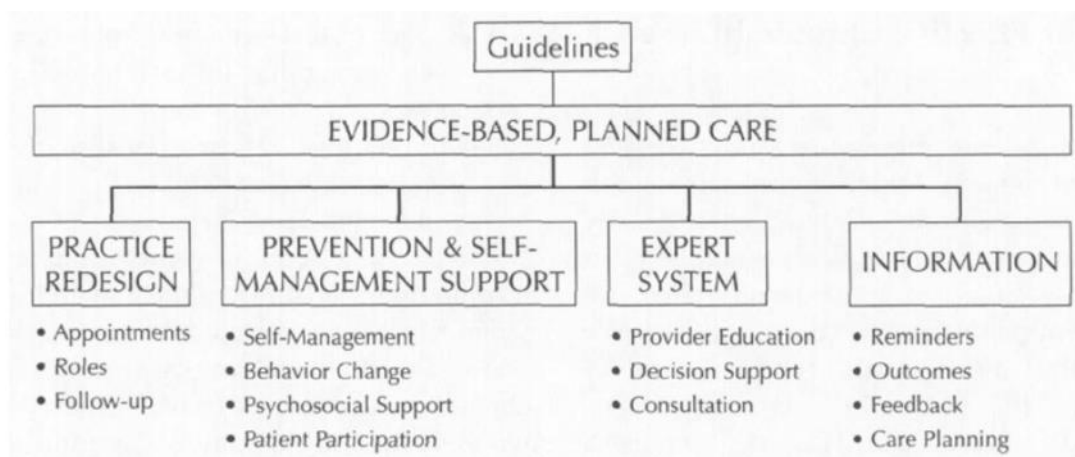 Guidelines
EVIDENCE-BASED, PLANNED CARE
PRACTICE
REDESIGN
• Appointments
• Roles
• Follow-up
PREVENTION & SELF-
MANAGEMENT SUPPORT
• Self-Management
• Behavior Change
• Psychosocial Support
• Patient Participation
EXPERT
SYSTEM
• Provider Education
• Decision Support
• Consultation
INFORMATION
• Reminders
• Outcomes
• Feedback
• Care Planning